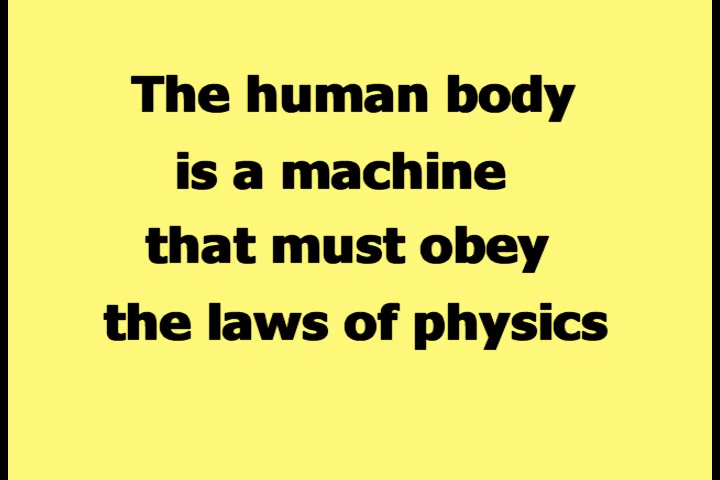 The human body
is a machine
that must obey
the laws of physics